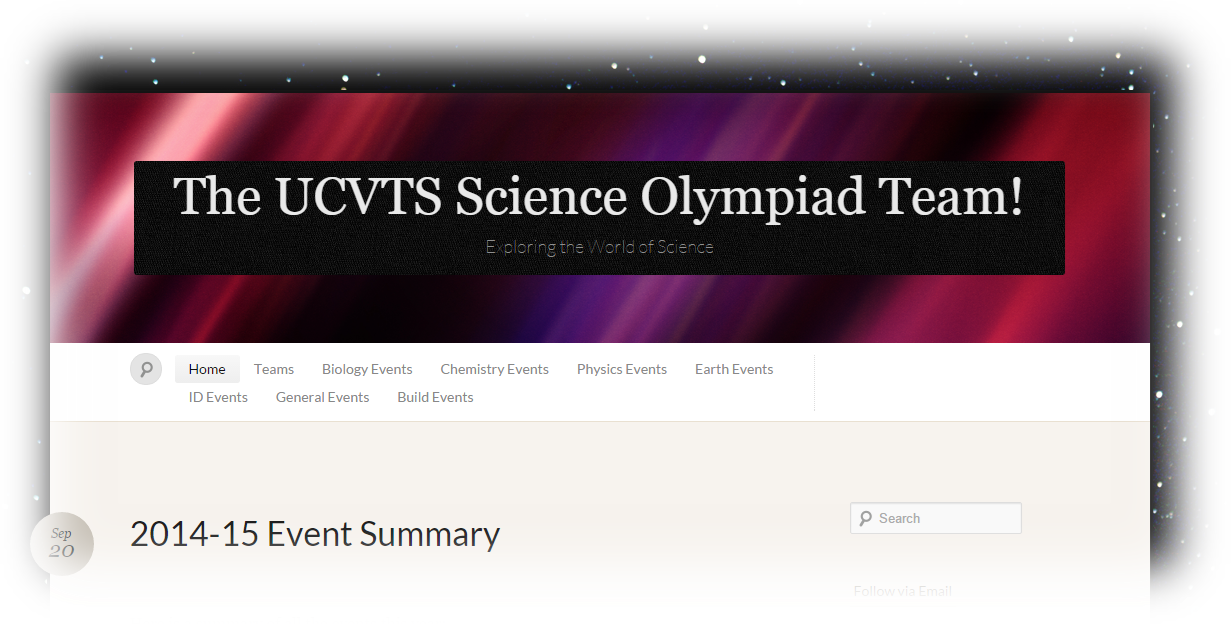 The UCVTS Science Olympiad Team!
Exploring the World of Science
Home Teams Biology Events Chemistry Events Physics Events Earth Events
ID Events General Events Build Events
Search
Sep
20
2014-15 Event Summary
Follow via Email